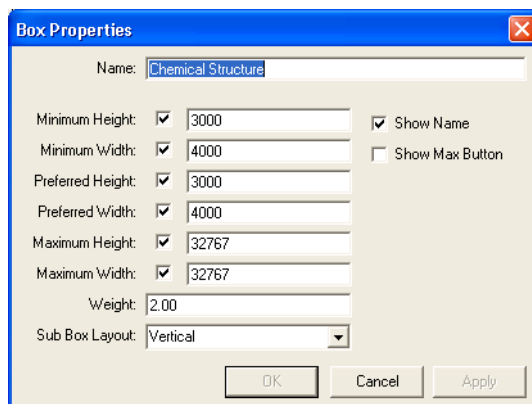 Box Properties
Name: Chemical Structure
Minimum Height: 3000
Show Name
Minimum Width: 4000
Show Max Button
Preferred Height: 3000
Preferred Width: 4000
Maximum Height: 32767
Maximum Width: 32767
Weight: 2.00
Sub Box Layout: Vertical
OK Cancel Apply